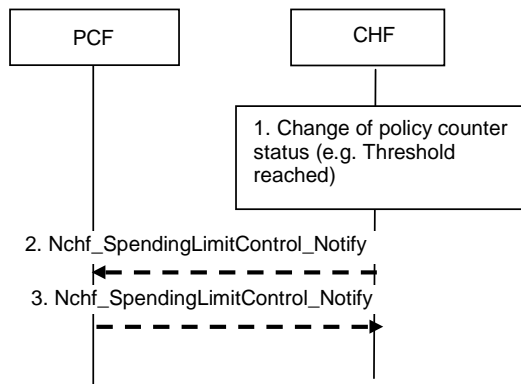 PCF
CHF
1. Change of policy counter
status (e.g. Threshold
reached)
2. Nchf_SpendingLimitControl_Notify
3. Nchf_SpendingLimitControl_Notify